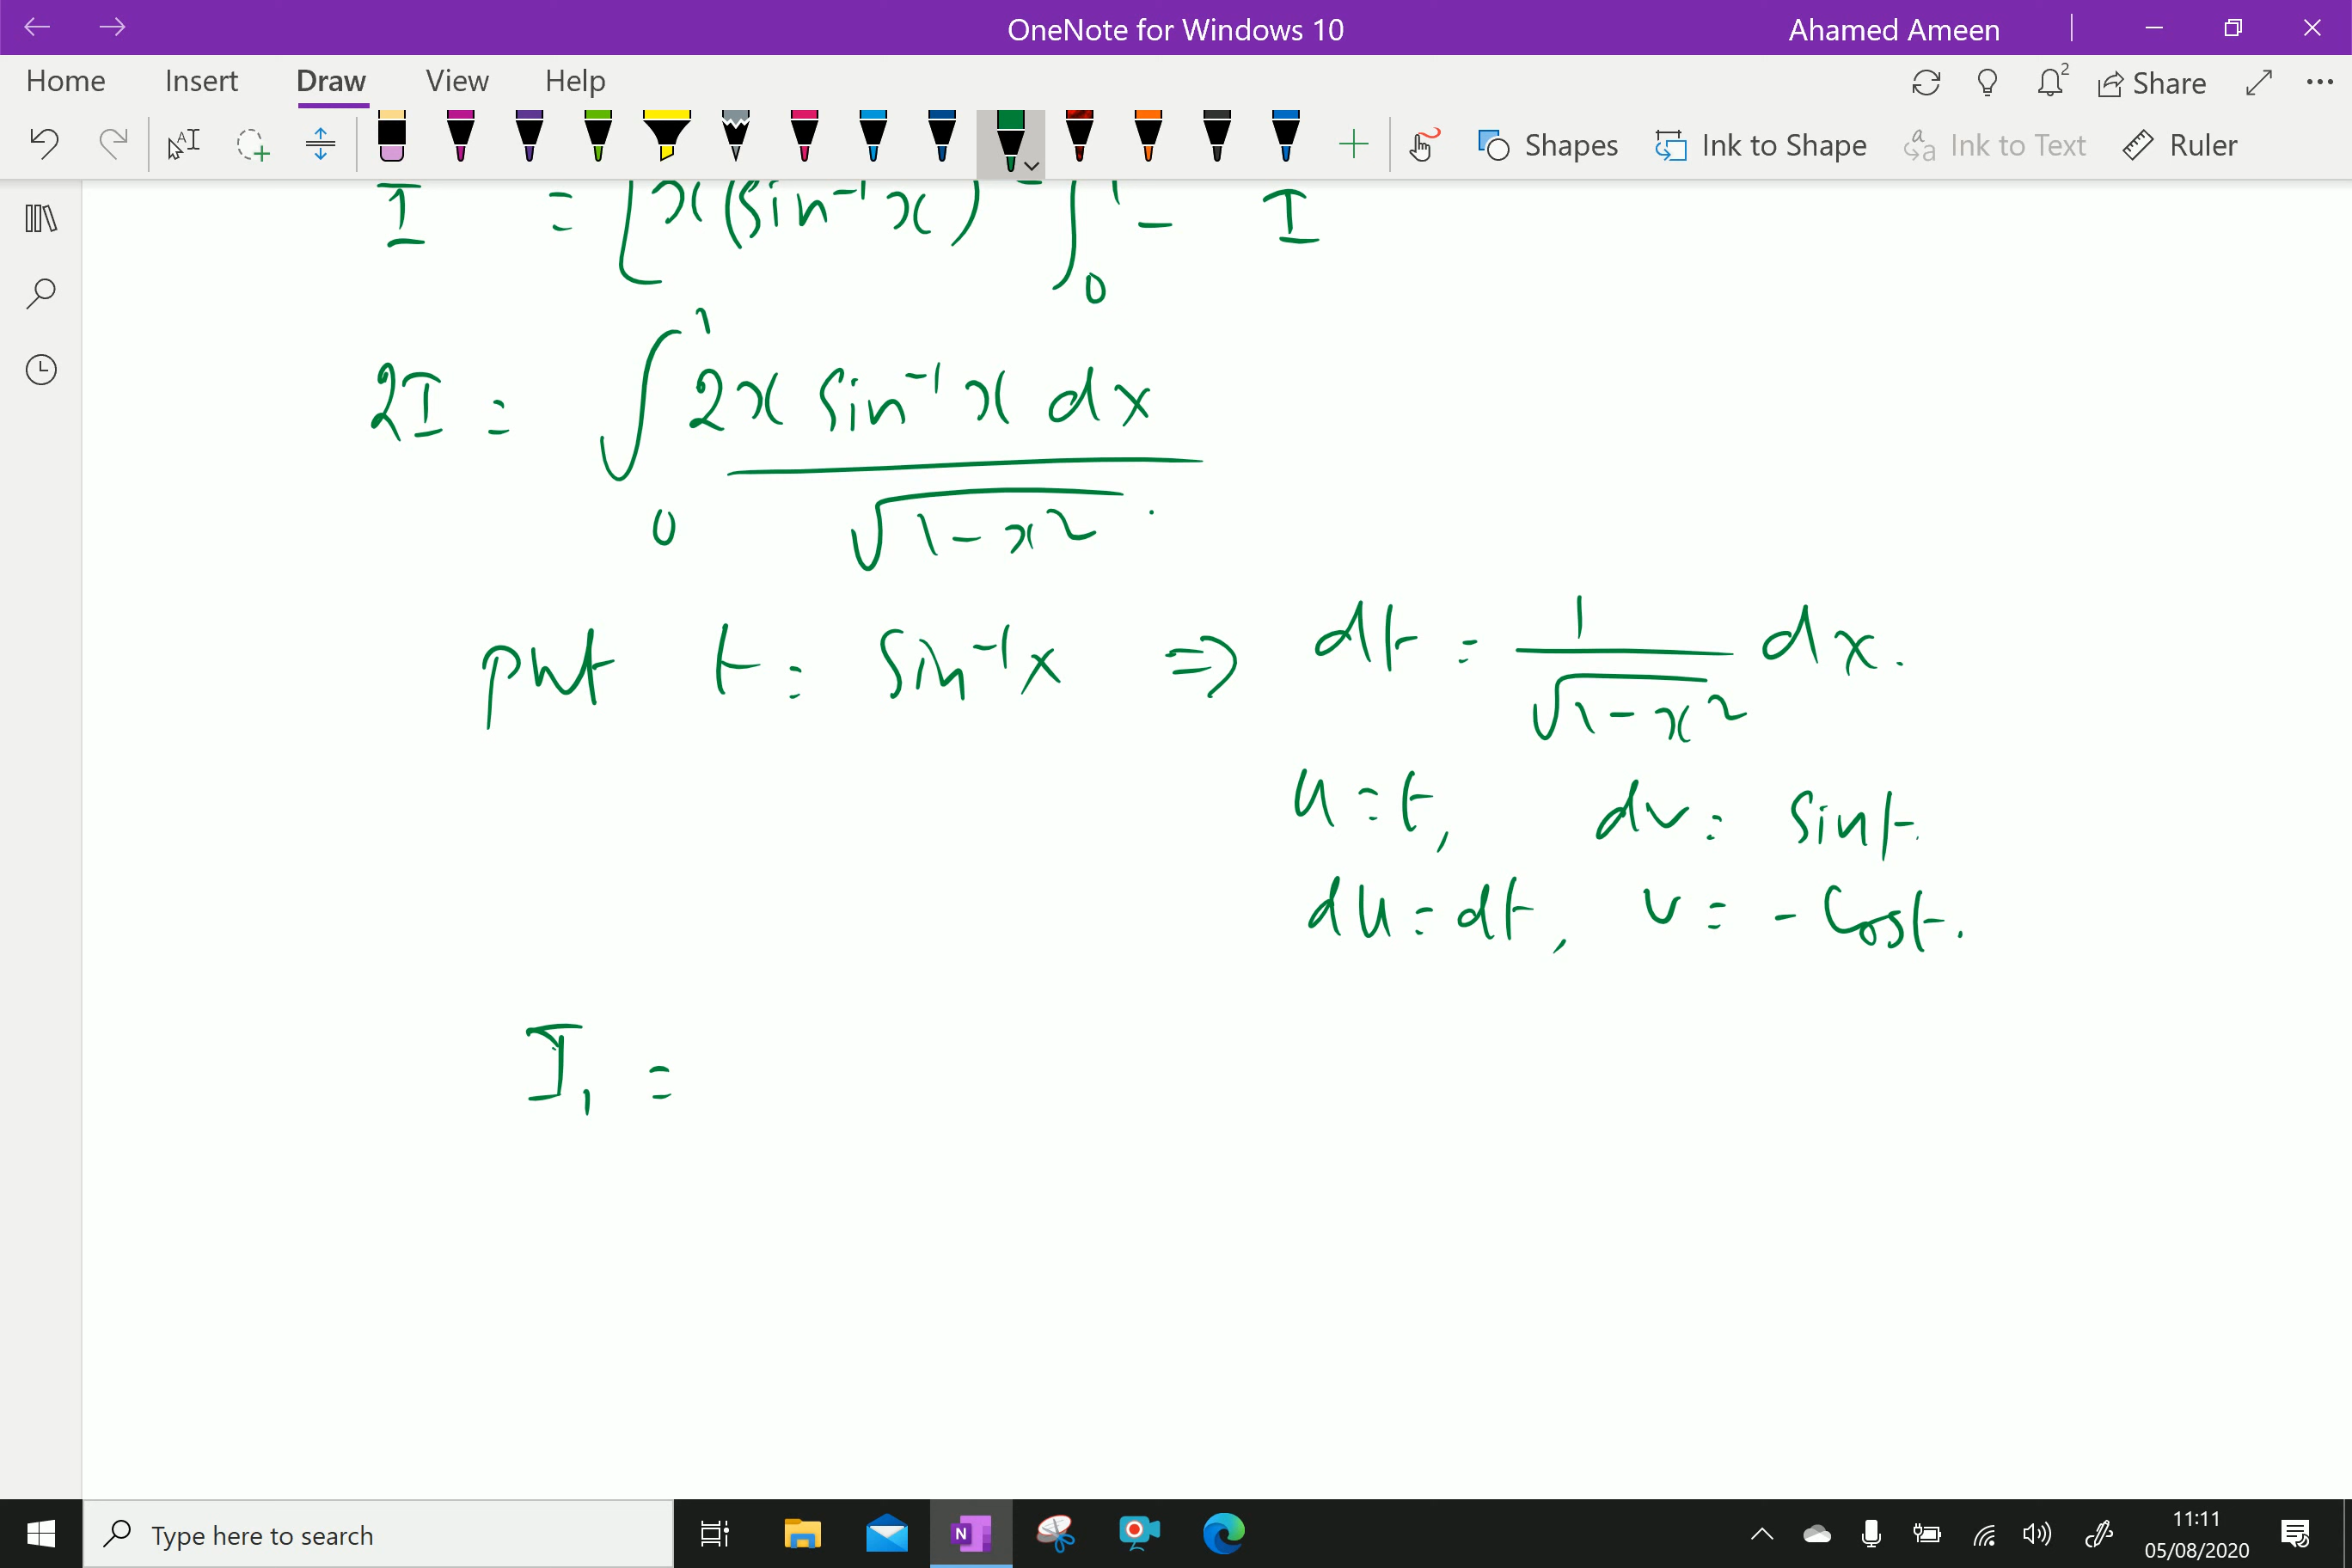 OneNote for Windows 10
Ahamed Ameen
Home Insert Draw View Help
2 Share
Shapes Ink to Shape Ink to Text Ruler
I = [x(sin⁻¹x)]₀¹ − I
2I = ∫₀¹ 2x sin⁻¹x dx / √(1−x²) .
put t = sin⁻¹x ⇒ dt = 1/√(1−x²) dx.
u = t, dv = sint.
du = dt, v = −Cost.
I₁ =
Type here to search
N
11:11
05/08/2020